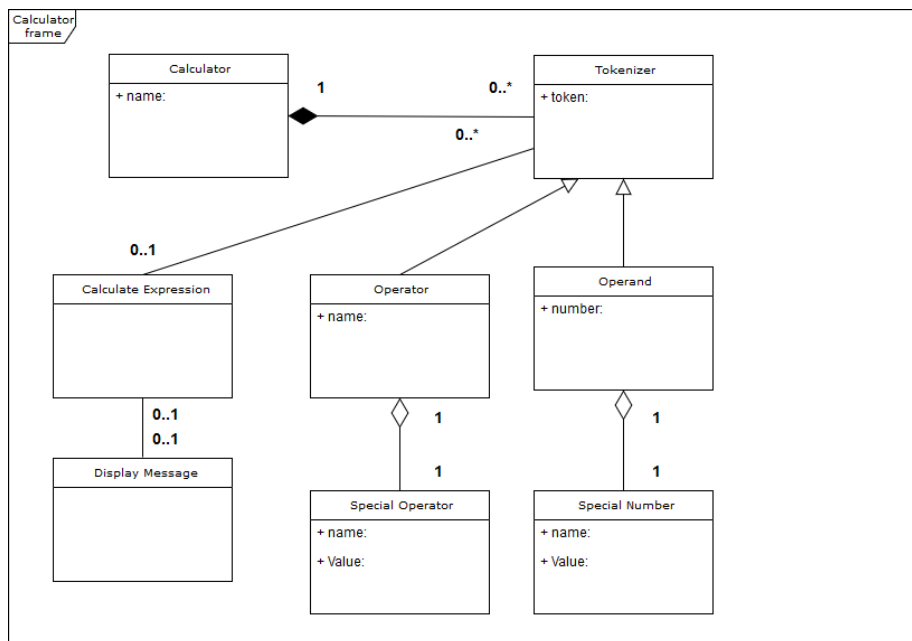 Calculator
frame
Calculator
+ name:
1
0..*
Tokenizer
+ token:
0..*
0..1
Calculate Expression
Operator
+ name:
Operand
+ number:
0..1
0..1
1
1
Display Message
1
1
Special Operator
+ name:
+ Value:
Special Number
+ name:
+ Value: